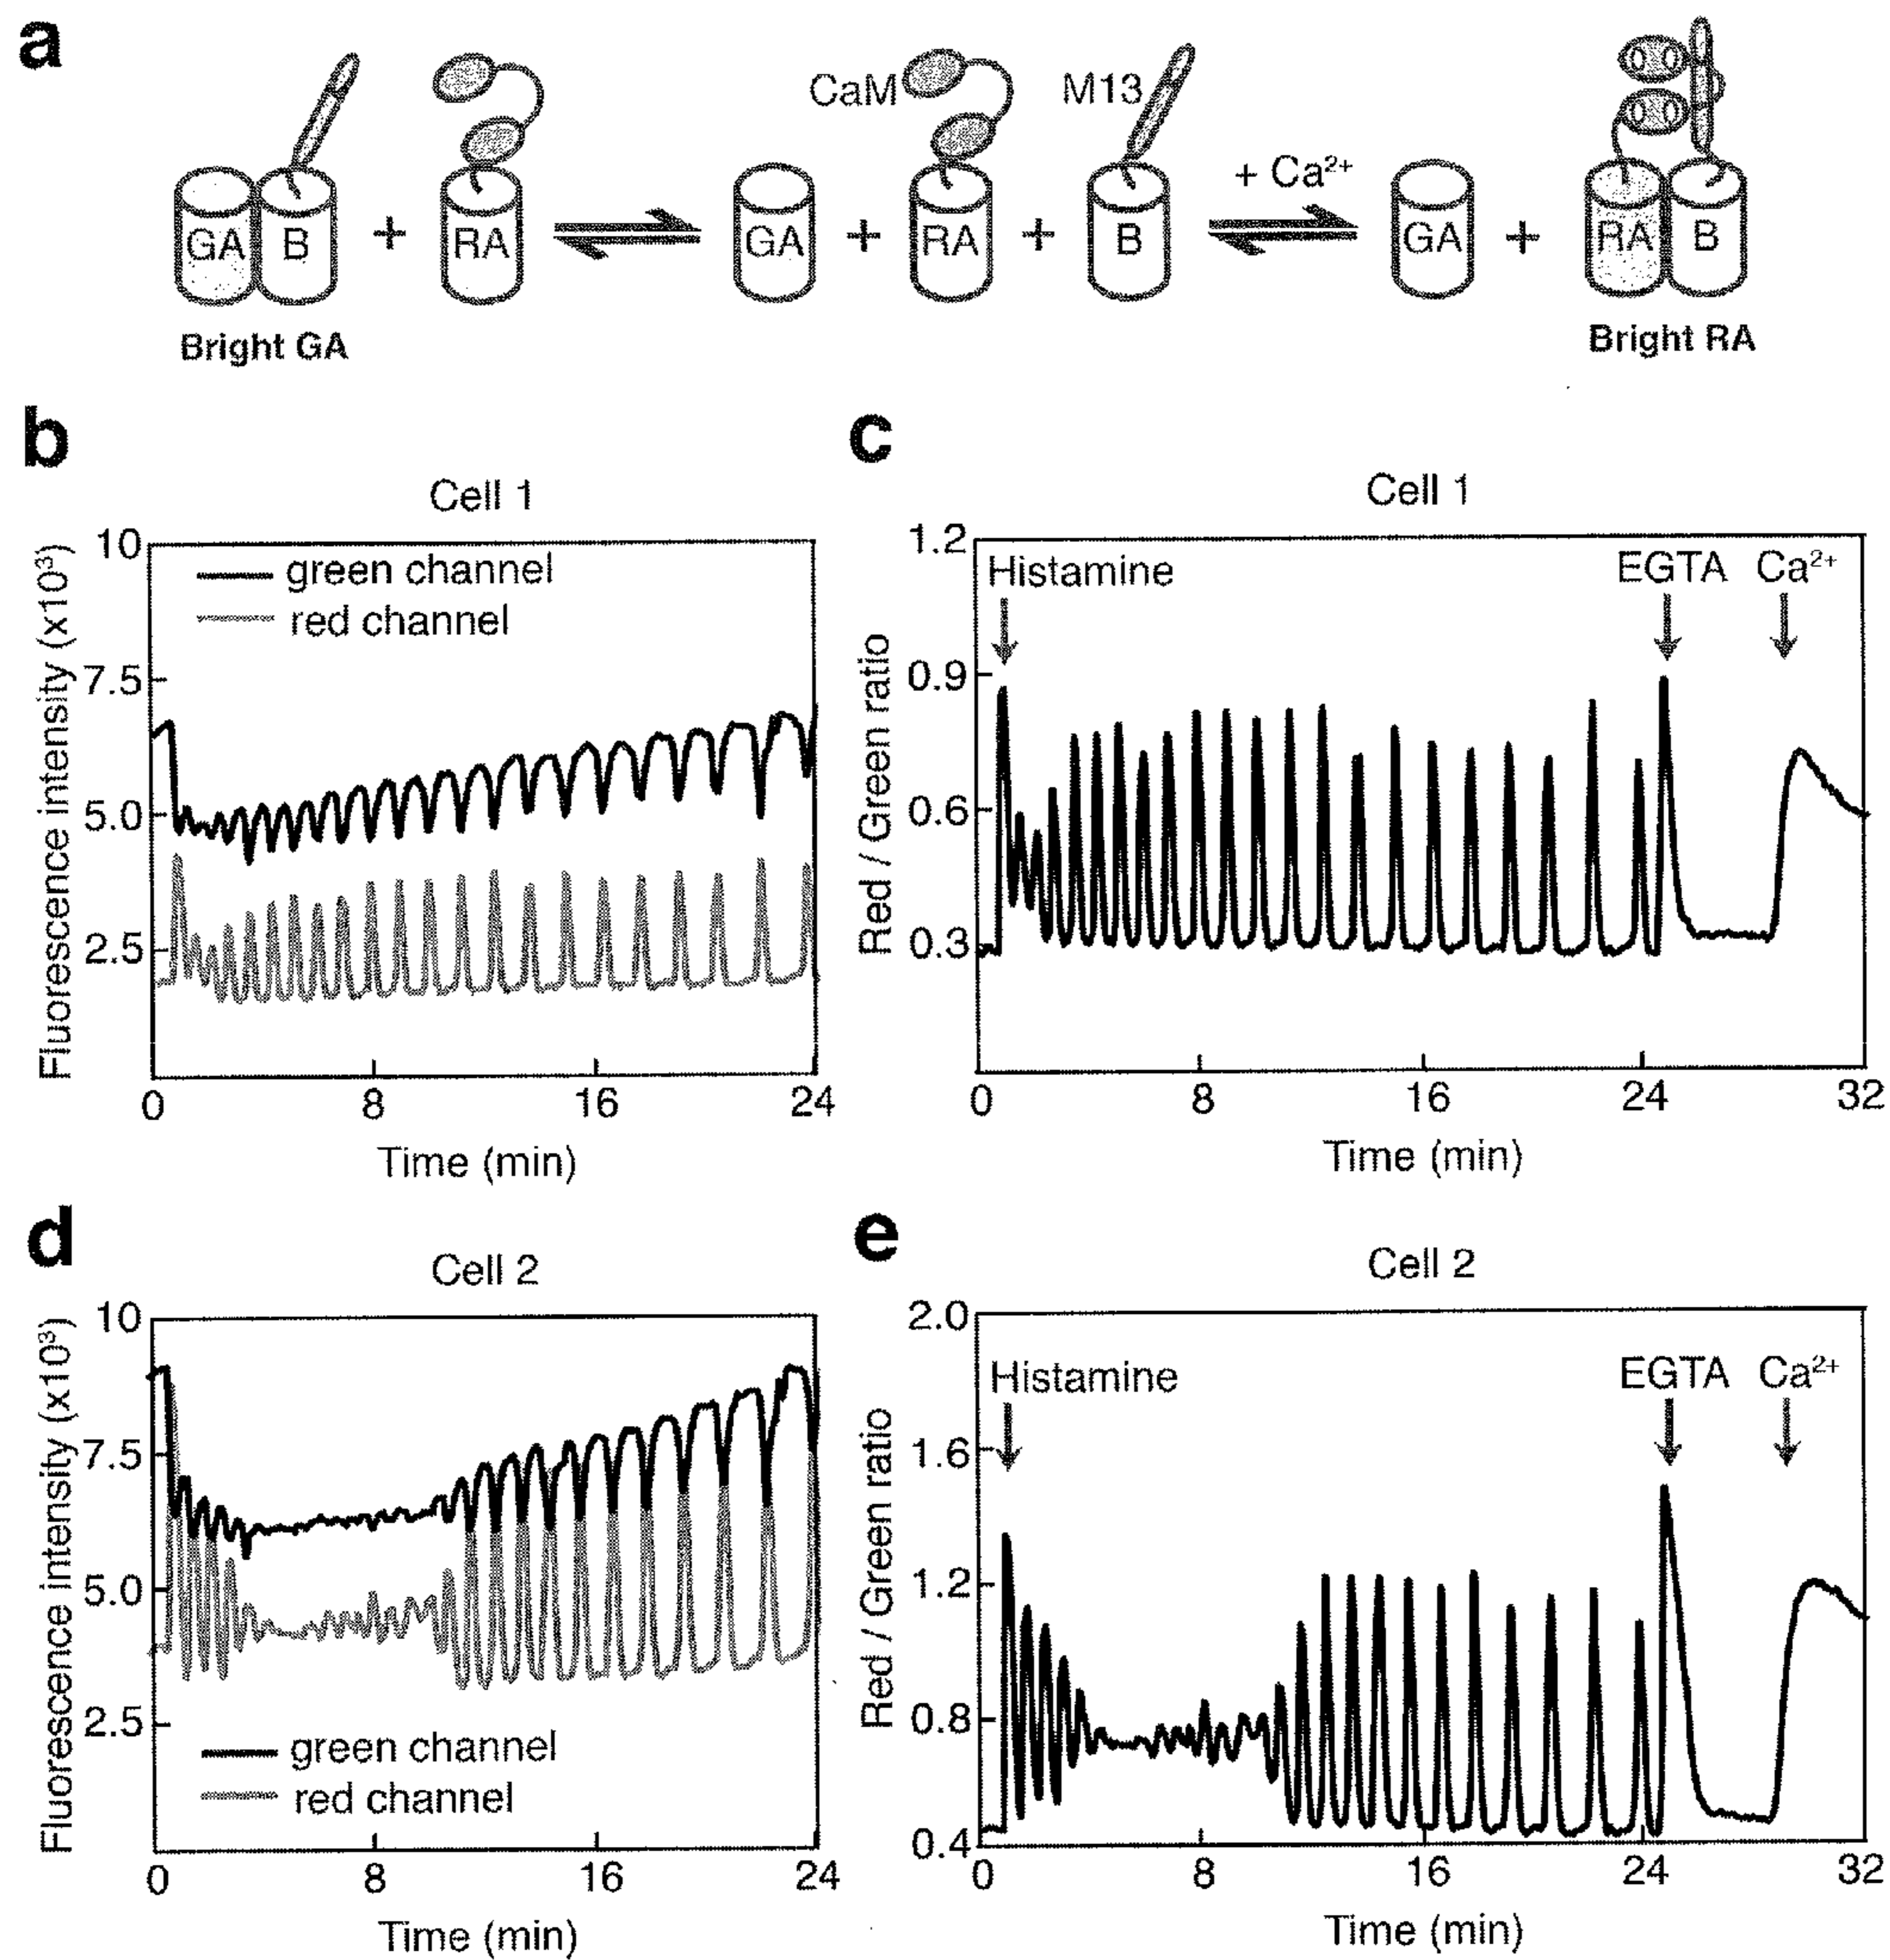 a
CaM
M13
+ Ca²⁺
GA B + RA GA + RA + B GA + RA B
Bright GA
Bright RA
b
Cell 1
Fluorescence intensity (x10³)
10
7.5
5.0
2.5
green channel
red channel
0 8 16 24
Time (min)
c
Cell 1
Red / Green ratio
1.2
0.9
0.6
0.3
Histamine
EGTA
Ca²⁺
0 8 16 24 32
Time (min)
d
Cell 2
Fluorescence intensity (x10³)
10
7.5
5.0
2.5
green channel
red channel
0 8 16 24
Time (min)
e
Cell 2
Red / Green ratio
2.0
1.6
1.2
0.8
0.4
Histamine
EGTA
Ca²⁺
0 8 16 24 32
Time (min)